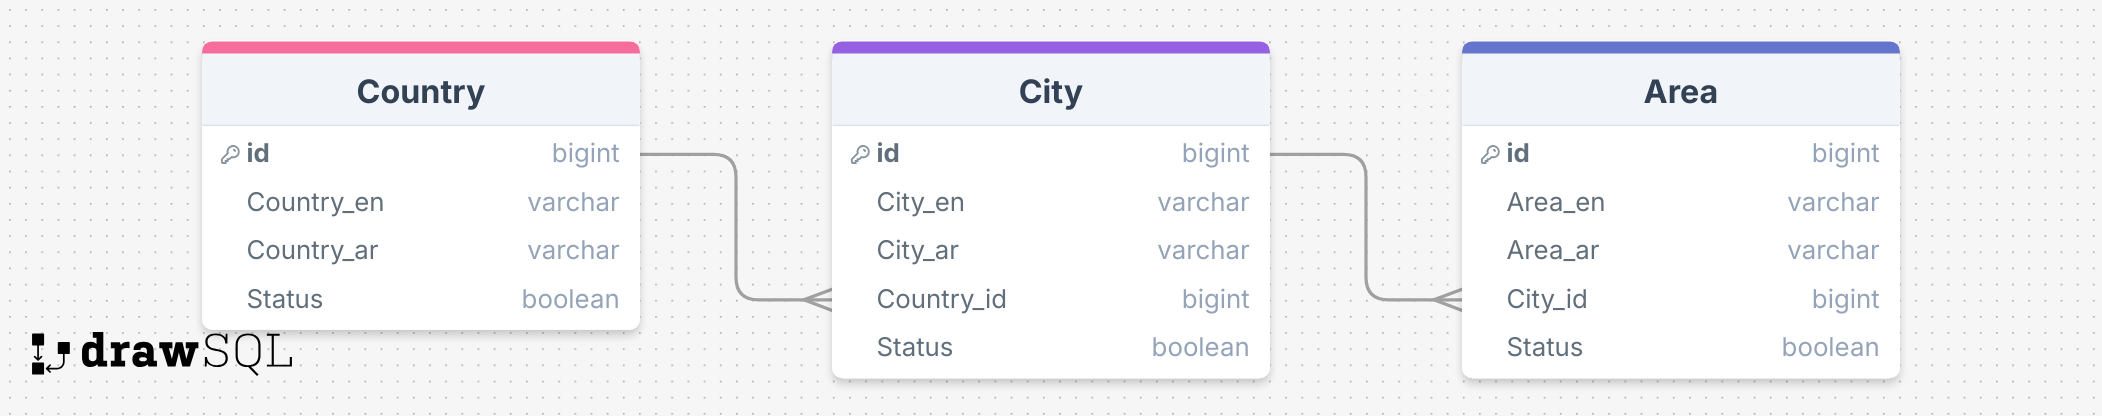 Country
id bigint
Country_en varchar
Country_ar varchar
Status boolean
City
id bigint
City_en varchar
City_ar varchar
Country_id bigint
Status boolean
Area
id bigint
Area_en varchar
Area_ar varchar
City_id bigint
Status boolean
drawSQL